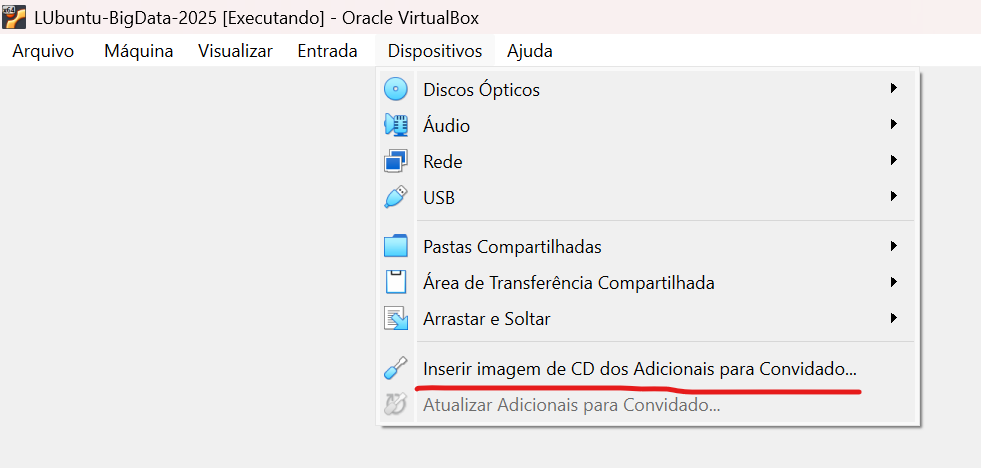 LUbuntu-BigData-2025 [Executando] - Oracle VirtualBox
Arquivo Máquina Visualizar Entrada Dispositivos Ajuda
Discos Ópticos
Áudio
Rede
USB
Pastas Compartilhadas
Área de Transferência Compartilhada
Arrastar e Soltar
Inserir imagem de CD dos Adicionais para Convidado...
Atualizar Adicionais para Convidado...